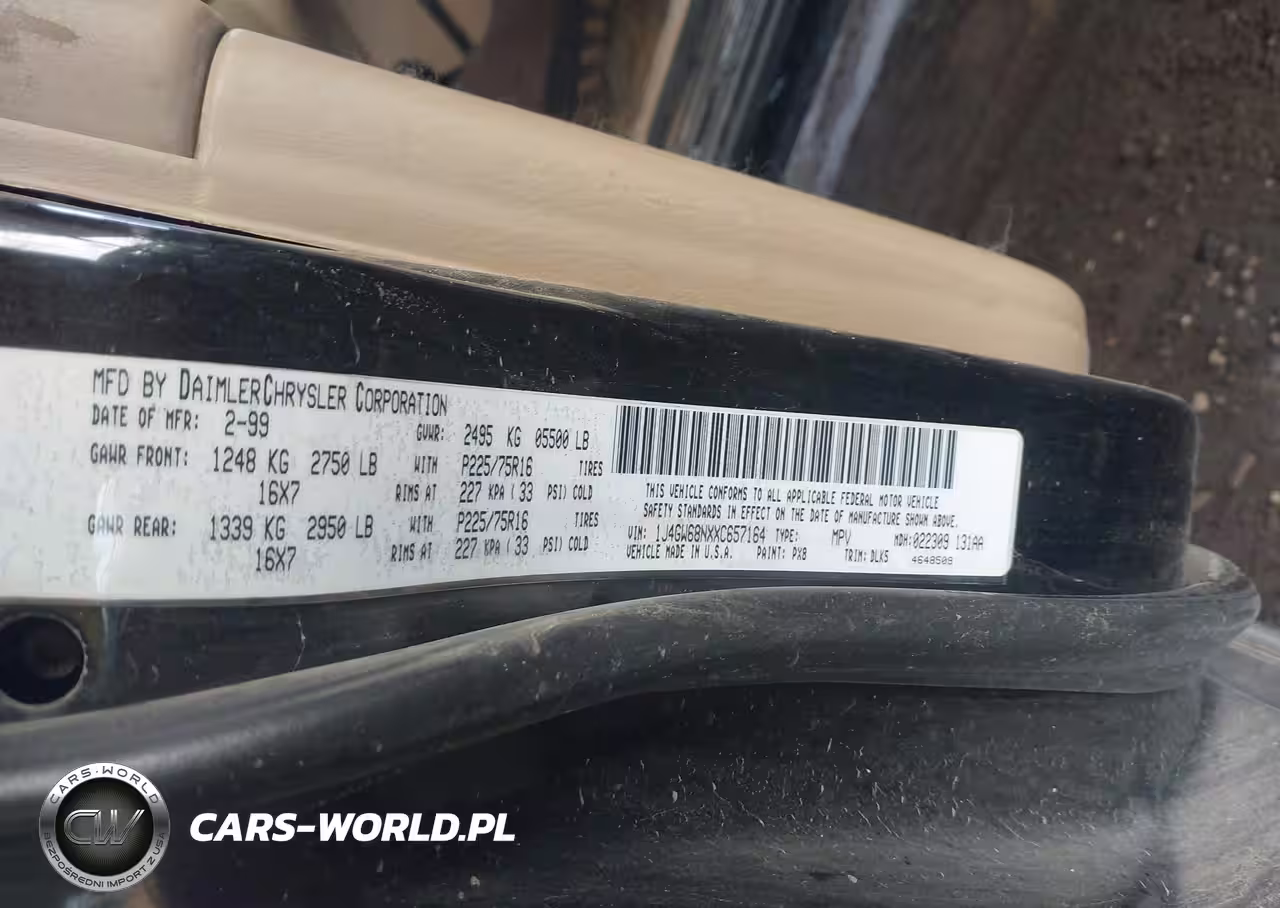 MFD BY DAIMLERCHRYSLER CORPORATION
DATE OF MFR: 2-99 GVWR: 2495 KG 05500 LB
GAWR FRONT: 1248 KG 2750 LB WITH P225/75R16 TIRES
16X7 RIMS AT 227 KPA ( 33 PSI) COLD
GAWR REAR: 1339 KG 2950 LB WITH P225/75R16 TIRES
16X7 RIMS AT 227 KPA ( 33 PSI) COLD
THIS VEHICLE CONFORMS TO ALL APPLICABLE FEDERAL MOTOR VEHICLE
SAFETY STANDARDS IN EFFECT ON THE DATE OF MANUFACTURE SHOWN ABOVE.
VIN: 1J4GW68NXXC657164 TYPE: MPV MDH: 022309 131AA
VEHICLE MADE IN U.S.A. PAINT: PX8 TRIM: DLK5 4648509
CARS-WORLD
CW
BEZPOŚREDNI IMPORT Z USA
CARS-WORLD.PL